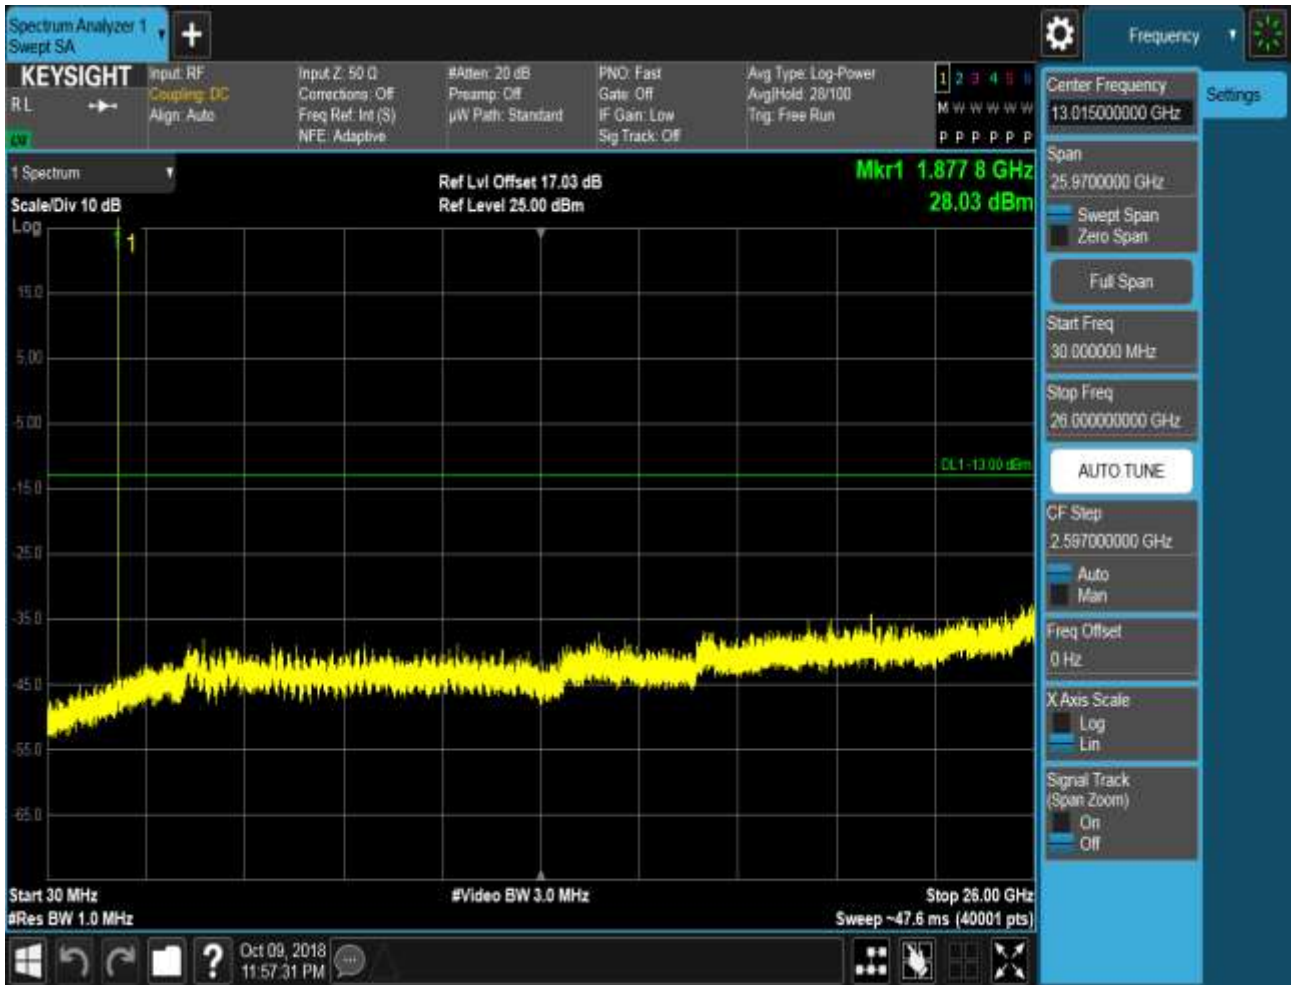 Spectrum Analyzer 1
Swept SA
Frequency
KEYSIGHT
RL
Input: RF
Coupling: DC
Align: Auto
Input Z: 50 Ω
Corrections: Off
Freq Ref: Int (S)
NFE: Adaptive
#Atten: 20 dB
Preamp: Off
µW Path: Standard
PNO: Fast
Gate: Off
IF Gain: Low
Sig Track: Off
Avg Type: Log-Power
Avg|Hold: 28/100
Trig: Free Run
1 2 3 4 5 6
M W W W W W
P P P P P P
Center Frequency
13.015000000 GHz
Settings
1 Spectrum
Scale/Div 10 dB
Ref Lvl Offset 17.03 dB
Ref Level 25.00 dBm
Mkr1 1.877 8 GHz
28.03 dBm
Log
1
15.0
5.00
-5.00
-15.0
-25.0
-35.0
-45.0
-55.0
-65.0
DL1 -13.00 dBm
Start 30 MHz
#Res BW 1.0 MHz
#Video BW 3.0 MHz
Stop 26.00 GHz
Sweep ~47.6 ms (40001 pts)
Span
25.9700000 GHz
Swept Span
Zero Span
Full Span
Start Freq
30.000000 MHz
Stop Freq
26.000000000 GHz
AUTO TUNE
CF Step
2.597000000 GHz
Auto
Man
Freq Offset
0 Hz
X Axis Scale
Log
Lin
Signal Track
(Span Zoom)
On
Off
?
Oct 09, 2018
11:57:31 PM